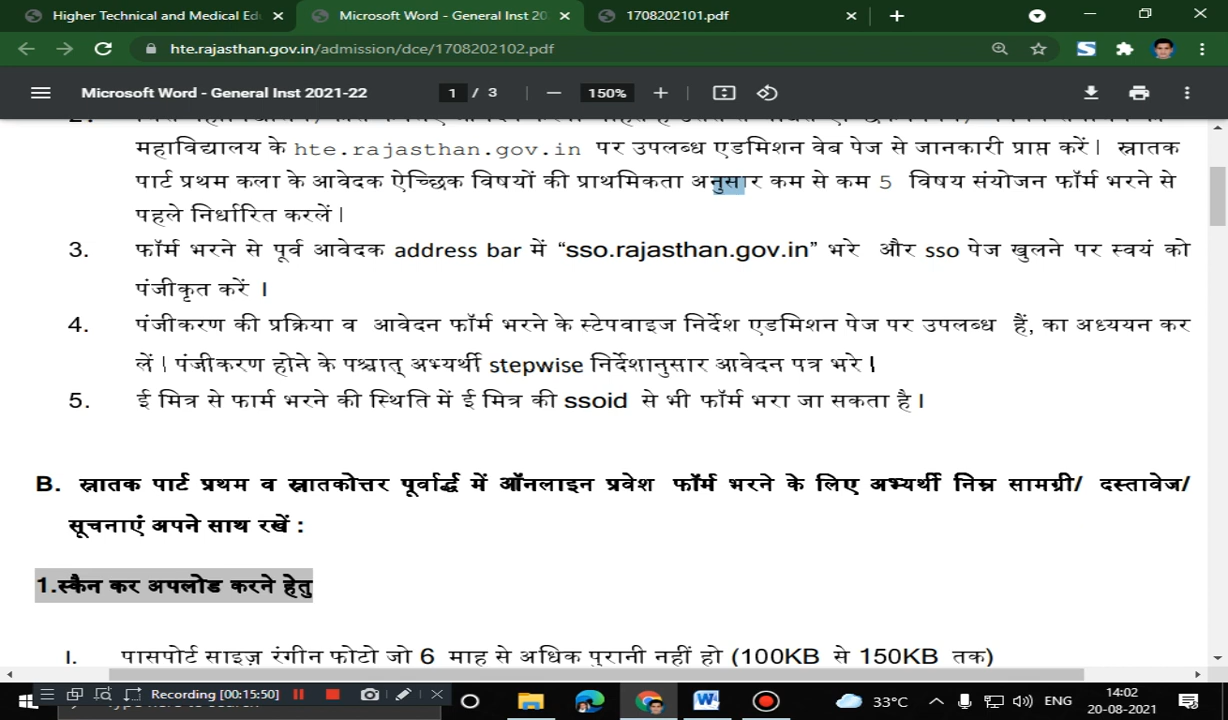 Higher Technical and Medical Edu
Microsoft Word - General Inst 20
1708202101.pdf
hte.rajasthan.gov.in/admission/dce/1708202102.pdf
Microsoft Word - General Inst 2021-22
1 / 3
150%
महाविद्यालय के hte.rajasthan.gov.in पर उपलब्ध एडमिशन वेब पेज से जानकारी प्राप्त करें| स्नातक
पार्ट प्रथम कला के आवेदक ऐच्छिक विषयों की प्राथमिकता अनुसार कम से कम 5 विषय संयोजन फॉर्म भरने से
पहले निर्धारित करलें |
3. फॉर्म भरने से पूर्व आवेदक address bar में “sso.rajasthan.gov.in” भरे और sso पेज खुलने पर स्वयं को
पंजीकृत करें ।
4. पंजीकरण की प्रक्रिया व आवेदन फॉर्म भरने के स्टेपवाइज निर्देश एडमिशन पेज पर उपलब्ध हैं, का अध्ययन कर
लें | पंजीकरण होने के पश्चात् अभ्यर्थी stepwise निर्देशानुसार आवेदन पत्र भरे ।
5. ई मित्र से फार्म भरने की स्थिति में ई मित्र की ssoid से भी फॉर्म भरा जा सकता है ।
B. स्नातक पार्ट प्रथम व स्नातकोत्तर पूर्वार्द्ध में ऑनलाइन प्रवेश फॉर्म भरने के लिए अभ्यर्थी निम्न सामग्री/ दस्तावेज/
सूचनाएं अपने साथ रखें :
1.स्कैन कर अपलोड करने हेतु
I. पासपोर्ट साइज़ रंगीन फोटो जो 6 माह से अधिक पुरानी नहीं हो (100KB से 150KB तक)
Recording [00:15:50]
33°C
ENG
14:02
20-08-2021